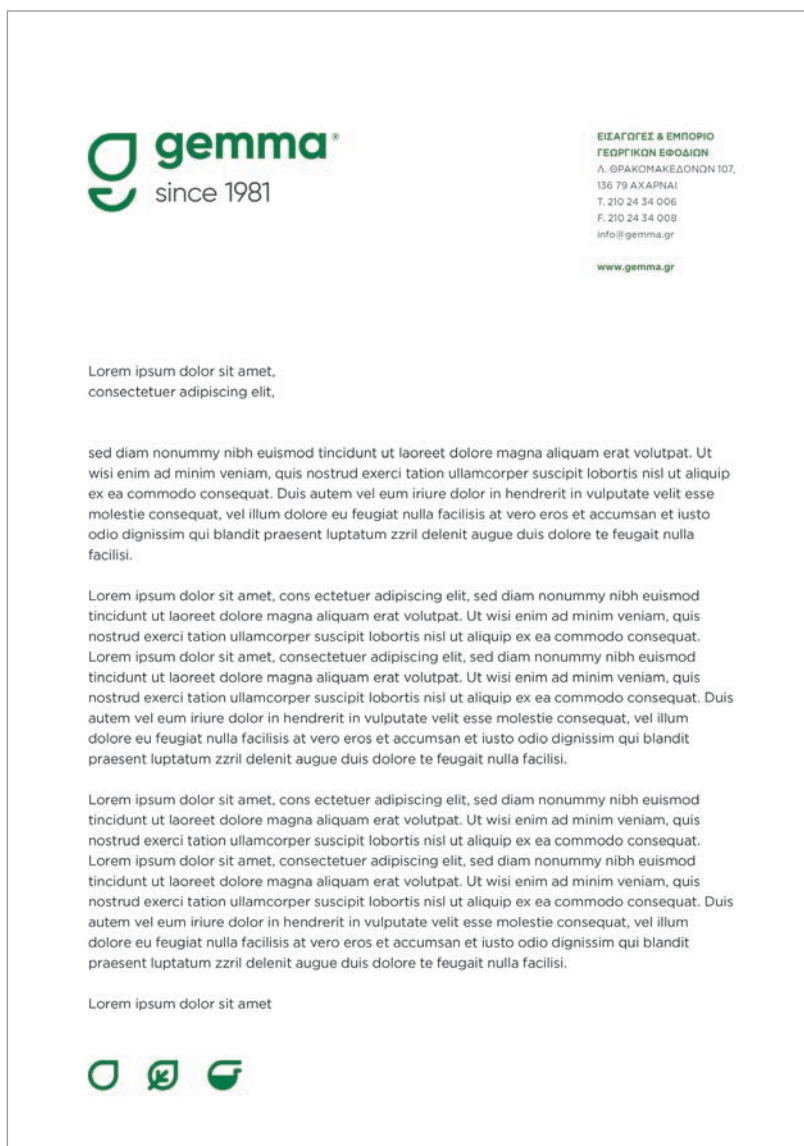 gemma®
since 1981
ΕΙΣΑΓΩΓΕΣ & ΕΜΠΟΡΙΟ
ΓΕΩΡΓΙΚΩΝ ΕΦΟΔΙΩΝ
Λ. ΘΡΑΚΟΜΑΚΕΔΟΝΩΝ 107,
136 79 ΑΧΑΡΝΑΙ
T. 210 24 34 006
F. 210 24 34 008
info@gemma.gr
www.gemma.gr
Lorem ipsum dolor sit amet,
consectetuer adipiscing elit,
sed diam nonummy nibh euismod tincidunt ut laoreet dolore magna aliquam erat volutpat. Ut
wisi enim ad minim veniam, quis nostrud exerci tation ullamcorper suscipit lobortis nisl ut aliquip
ex ea commodo consequat. Duis autem vel eum iriure dolor in hendrerit in vulputate velit esse
molestie consequat, vel illum dolore eu feugiat nulla facilisis at vero eros et accumsan et iusto
odio dignissim qui blandit praesent luptatum zzril delenit augue duis dolore te feugait nulla
facilisi.
Lorem ipsum dolor sit amet, cons ectetuer adipiscing elit, sed diam nonummy nibh euismod
tincidunt ut laoreet dolore magna aliquam erat volutpat. Ut wisi enim ad minim veniam, quis
nostrud exerci tation ullamcorper suscipit lobortis nisl ut aliquip ex ea commodo consequat.
Lorem ipsum dolor sit amet, consectetuer adipiscing elit, sed diam nonummy nibh euismod
tincidunt ut laoreet dolore magna aliquam erat volutpat. Ut wisi enim ad minim veniam, quis
nostrud exerci tation ullamcorper suscipit lobortis nisl ut aliquip ex ea commodo consequat. Duis
autem vel eum iriure dolor in hendrerit in vulputate velit esse molestie consequat, vel illum
dolore eu feugiat nulla facilisis at vero eros et accumsan et iusto odio dignissim qui blandit
praesent luptatum zzril delenit augue duis dolore te feugait nulla facilisi.
Lorem ipsum dolor sit amet, cons ectetuer adipiscing elit, sed diam nonummy nibh euismod
tincidunt ut laoreet dolore magna aliquam erat volutpat. Ut wisi enim ad minim veniam, quis
nostrud exerci tation ullamcorper suscipit lobortis nisl ut aliquip ex ea commodo consequat.
Lorem ipsum dolor sit amet, consectetuer adipiscing elit, sed diam nonummy nibh euismod
tincidunt ut laoreet dolore magna aliquam erat volutpat. Ut wisi enim ad minim veniam, quis
nostrud exerci tation ullamcorper suscipit lobortis nisl ut aliquip ex ea commodo consequat. Duis
autem vel eum iriure dolor in hendrerit in vulputate velit esse molestie consequat, vel illum
dolore eu feugiat nulla facilisis at vero eros et accumsan et iusto odio dignissim qui blandit
praesent luptatum zzril delenit augue duis dolore te feugait nulla facilisi.
Lorem ipsum dolor sit amet